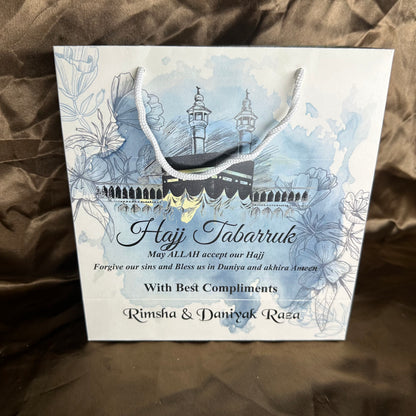 Hajj Tabarruk
May ALLAH accept our Hajj
Forgive our sins and Bless us in Duniya and akhira Ameen
With Best Compliments
Rimsha & Daniyak Raza